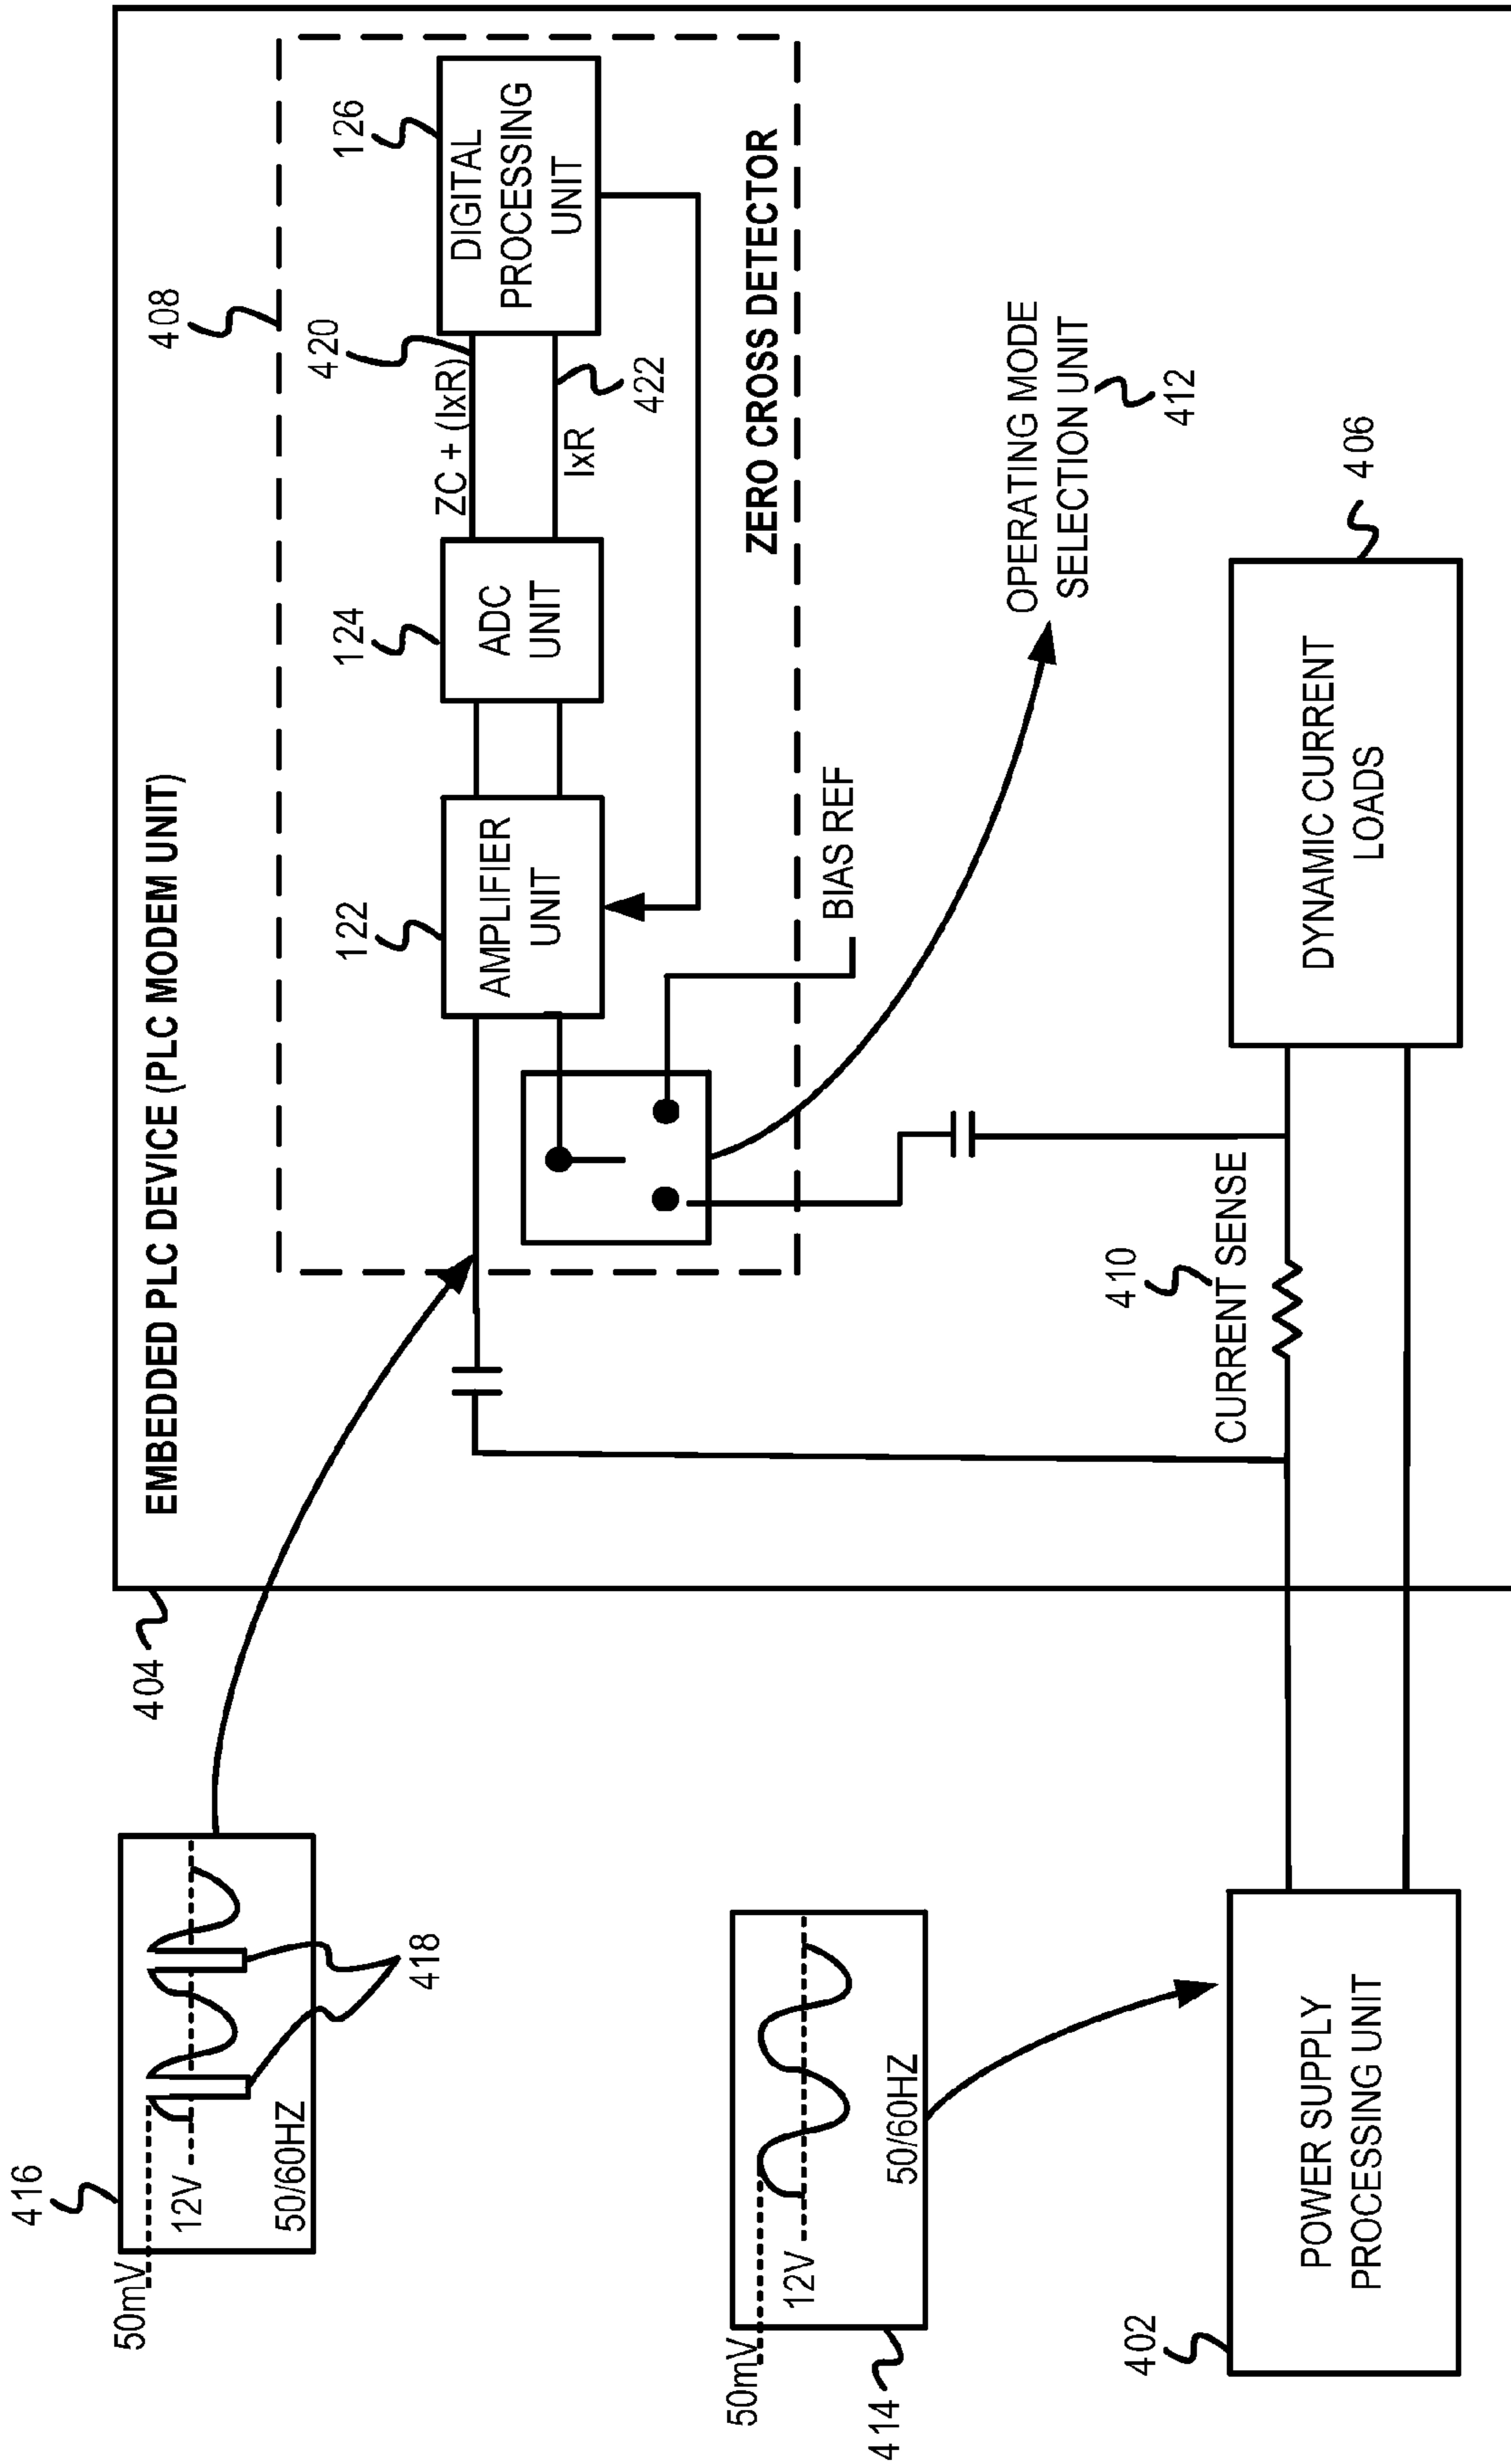 416
50mV
12V
50/60HZ
418
414
50mV
12V
50/60HZ
402
POWER SUPPLY
PROCESSING UNIT
404
EMBEDDED PLC DEVICE (PLC MODEM UNIT)
408
122
AMPLIFIER
UNIT
124
ADC
UNIT
420
ZC + (IxR)
IxR
422
126
DIGITAL
PROCESSING
UNIT
ZERO CROSS DETECTOR
BIAS REF
OPERATING MODE
SELECTION UNIT
412
410
CURRENT SENSE
406
DYNAMIC CURRENT
LOADS